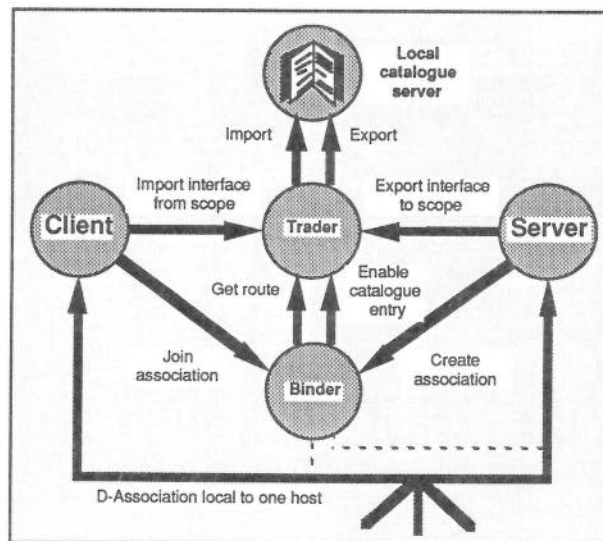 Local
catalogue
server
Import
Export
Import interface
from scope
Export interface
to scope
Client
Trader
Server
Get route
Enable
catalogue
entry
Join
association
Create
association
Binder
D-Association local to one host